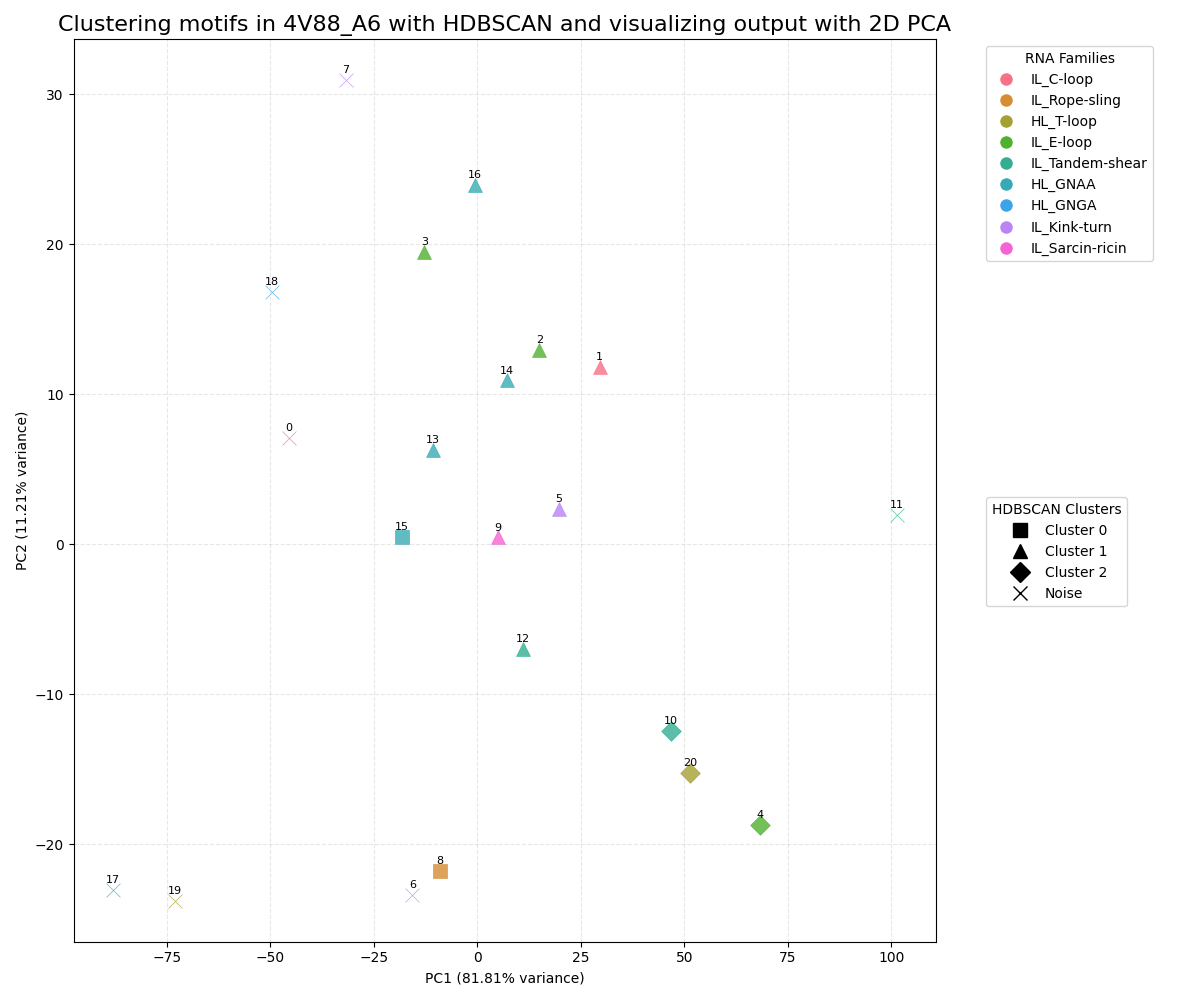 Clustering motifs in 4V88_A6 with HDBSCAN and visualizing output with 2D PCA
RNA Families
IL_C-loop
IL_Rope-sling
HL_T-loop
IL_E-loop
IL_Tandem-shear
HL_GNAA
HL_GNGA
IL_Kink-turn
IL_Sarcin-ricin
HDBSCAN Clusters
Cluster 0
Cluster 1
Cluster 2
Noise
PC2 (11.21% variance)
30
20
10
0
−10
−20
7
16
3
18
2
1
14
0
13
5
11
15
9
12
10
20
4
8
17
6
19
−75
−50
−25
0
25
50
75
100
PC1 (81.81% variance)